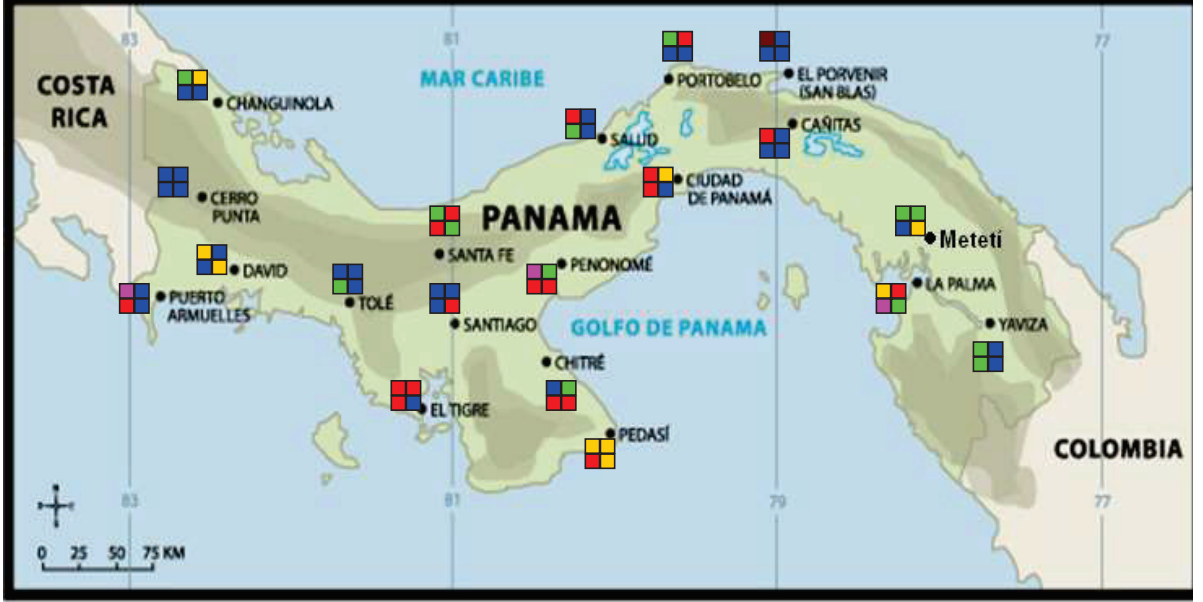 83
81
77
COSTA
RICA
MAR CARIBE
PORTOBELO
EL PORVENIR
(SAN BLAS)
CHANGUINOLA
SALUD
CAÑITAS
CERRO
PUNTA
CIUDAD
DE PANAMÁ
PANAMA
Metetí
SANTA FE
PENONOMÉ
DAVID
LA PALMA
PUERTO
ARMUELLES
TOLÉ
SANTIAGO
GOLFO DE PANAMA
YAVIZA
CHITRÉ
EL TIGRE
PEDASÍ
COLOMBIA
83
81
79
77
0 25 50 75 KM